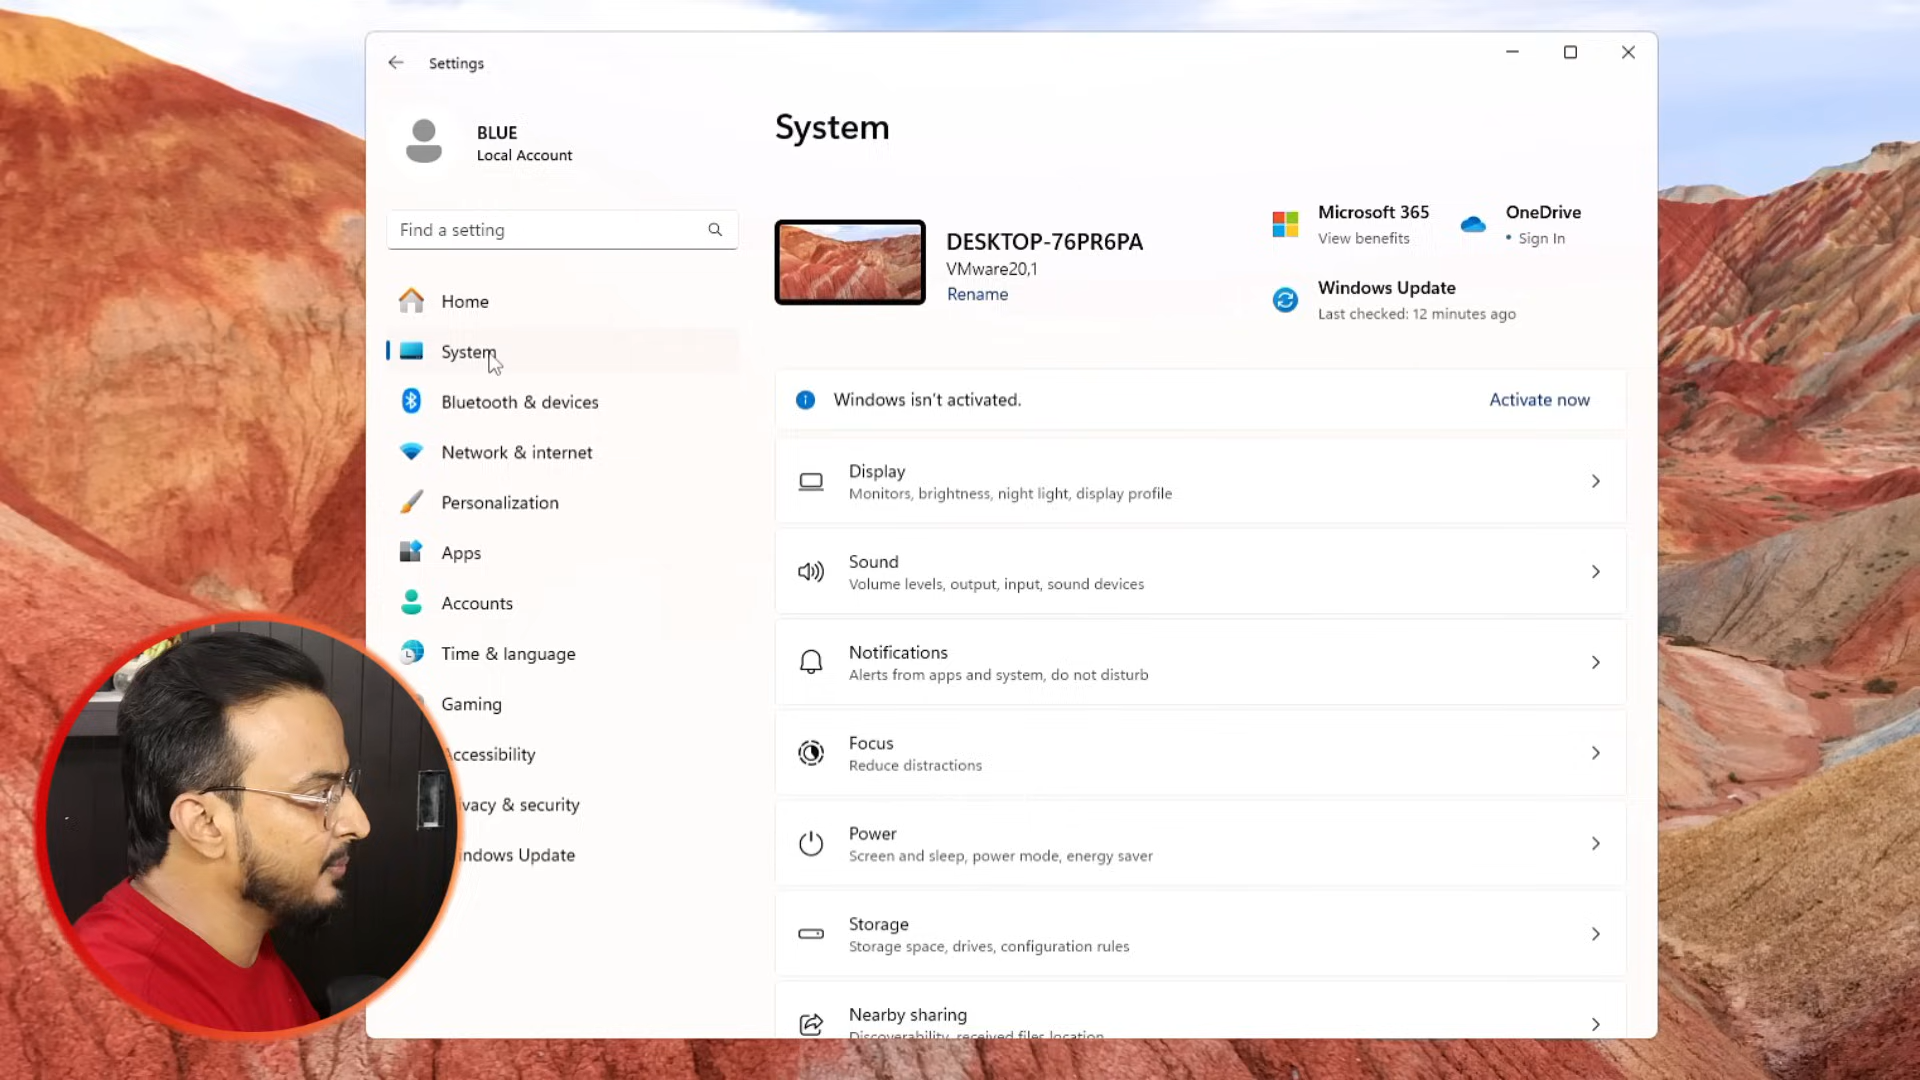 Settings
BLUE
Local Account
Find a setting
Home
System
Bluetooth & devices
Network & internet
Personalization
Apps
Accounts
Time & language
Gaming
ccessibility
vacy & security
ndows Update
System
DESKTOP-76PR6PA
VMware20,1
Rename
Microsoft 365
View benefits
OneDrive
• Sign In
Windows Update
Last checked: 12 minutes ago
Windows isn't activated.
Activate now
Display
Monitors, brightness, night light, display profile
Sound
Volume levels, output, input, sound devices
Notifications
Alerts from apps and system, do not disturb
Focus
Reduce distractions
Power
Screen and sleep, power mode, energy saver
Storage
Storage space, drives, configuration rules
Nearby sharing
Discoverability, received files location